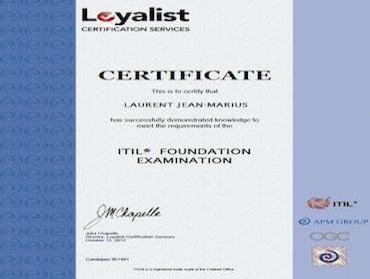 Loyalist
CERTIFICATION SERVICES
CERTIFICATE
This is to certify that
LAURENT JEAN-MARIUS
has successfully demonstrated knowledge to
meet the requirements of the
ITIL® FOUNDATION
EXAMINATION
JMChapelle
Julia Chapelle
Director, Loyalist Certification Services
October 13, 2012
Candidate
ITIL®
APM GROUP
OGC
ITIL® is a registered trade mark of the Cabinet Office